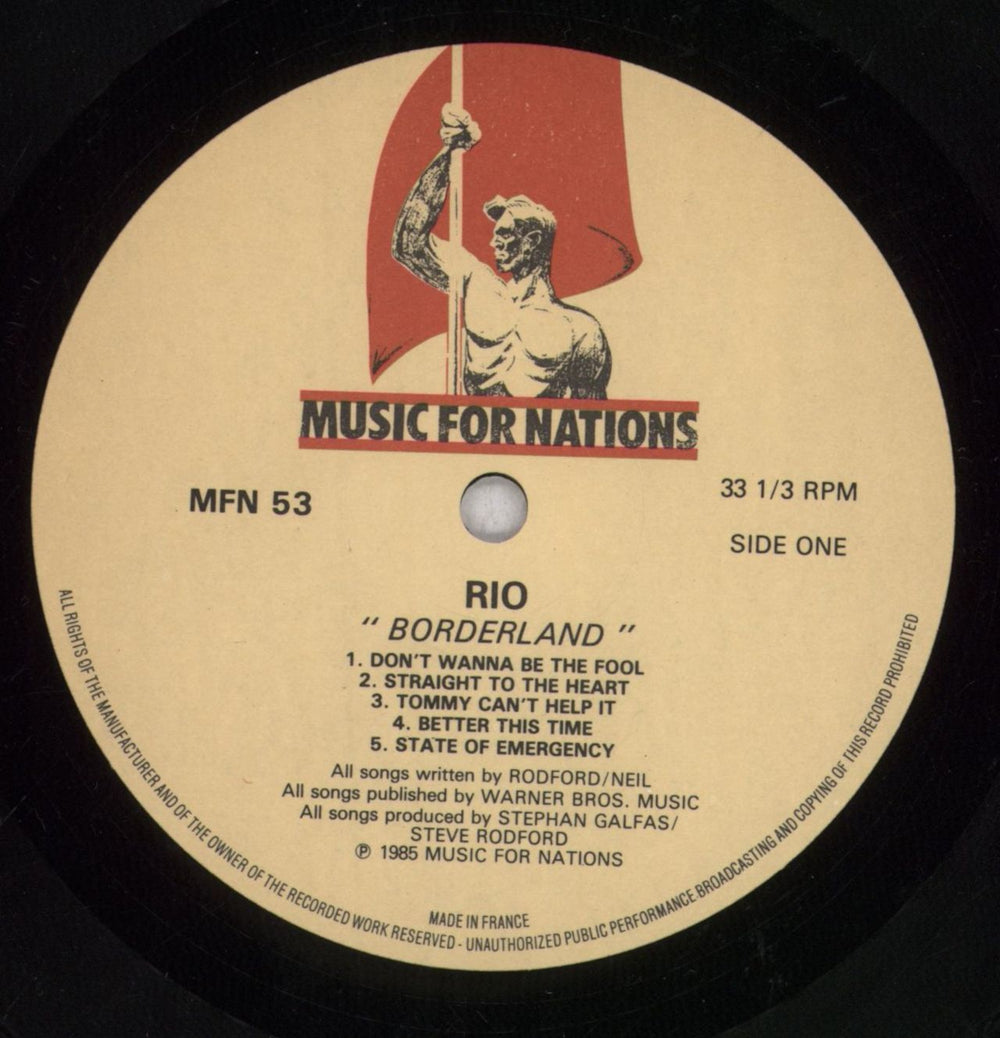 MUSIC FOR NATIONS
MFN 53
33 1/3 RPM
SIDE ONE
RIO
" BORDERLAND "
1. DON'T WANNA BE THE FOOL
2. STRAIGHT TO THE HEART
3. TOMMY CAN'T HELP IT
4. BETTER THIS TIME
5. STATE OF EMERGENCY
All songs written by RODFORD/NEIL
All songs published by WARNER BROS. MUSIC
All songs produced by STEPHAN GALFAS/
STEVE RODFORD
℗ 1985 MUSIC FOR NATIONS
MADE IN FRANCE
ALL RIGHTS OF THE MANUFACTURER AND OF THE OWNER OF THE RECORDED WORK RESERVED - UNAUTHORIZED PUBLIC PERFORMANCE.BROADCASTING AND COPYING OF THIS RECORD PROHIBITED